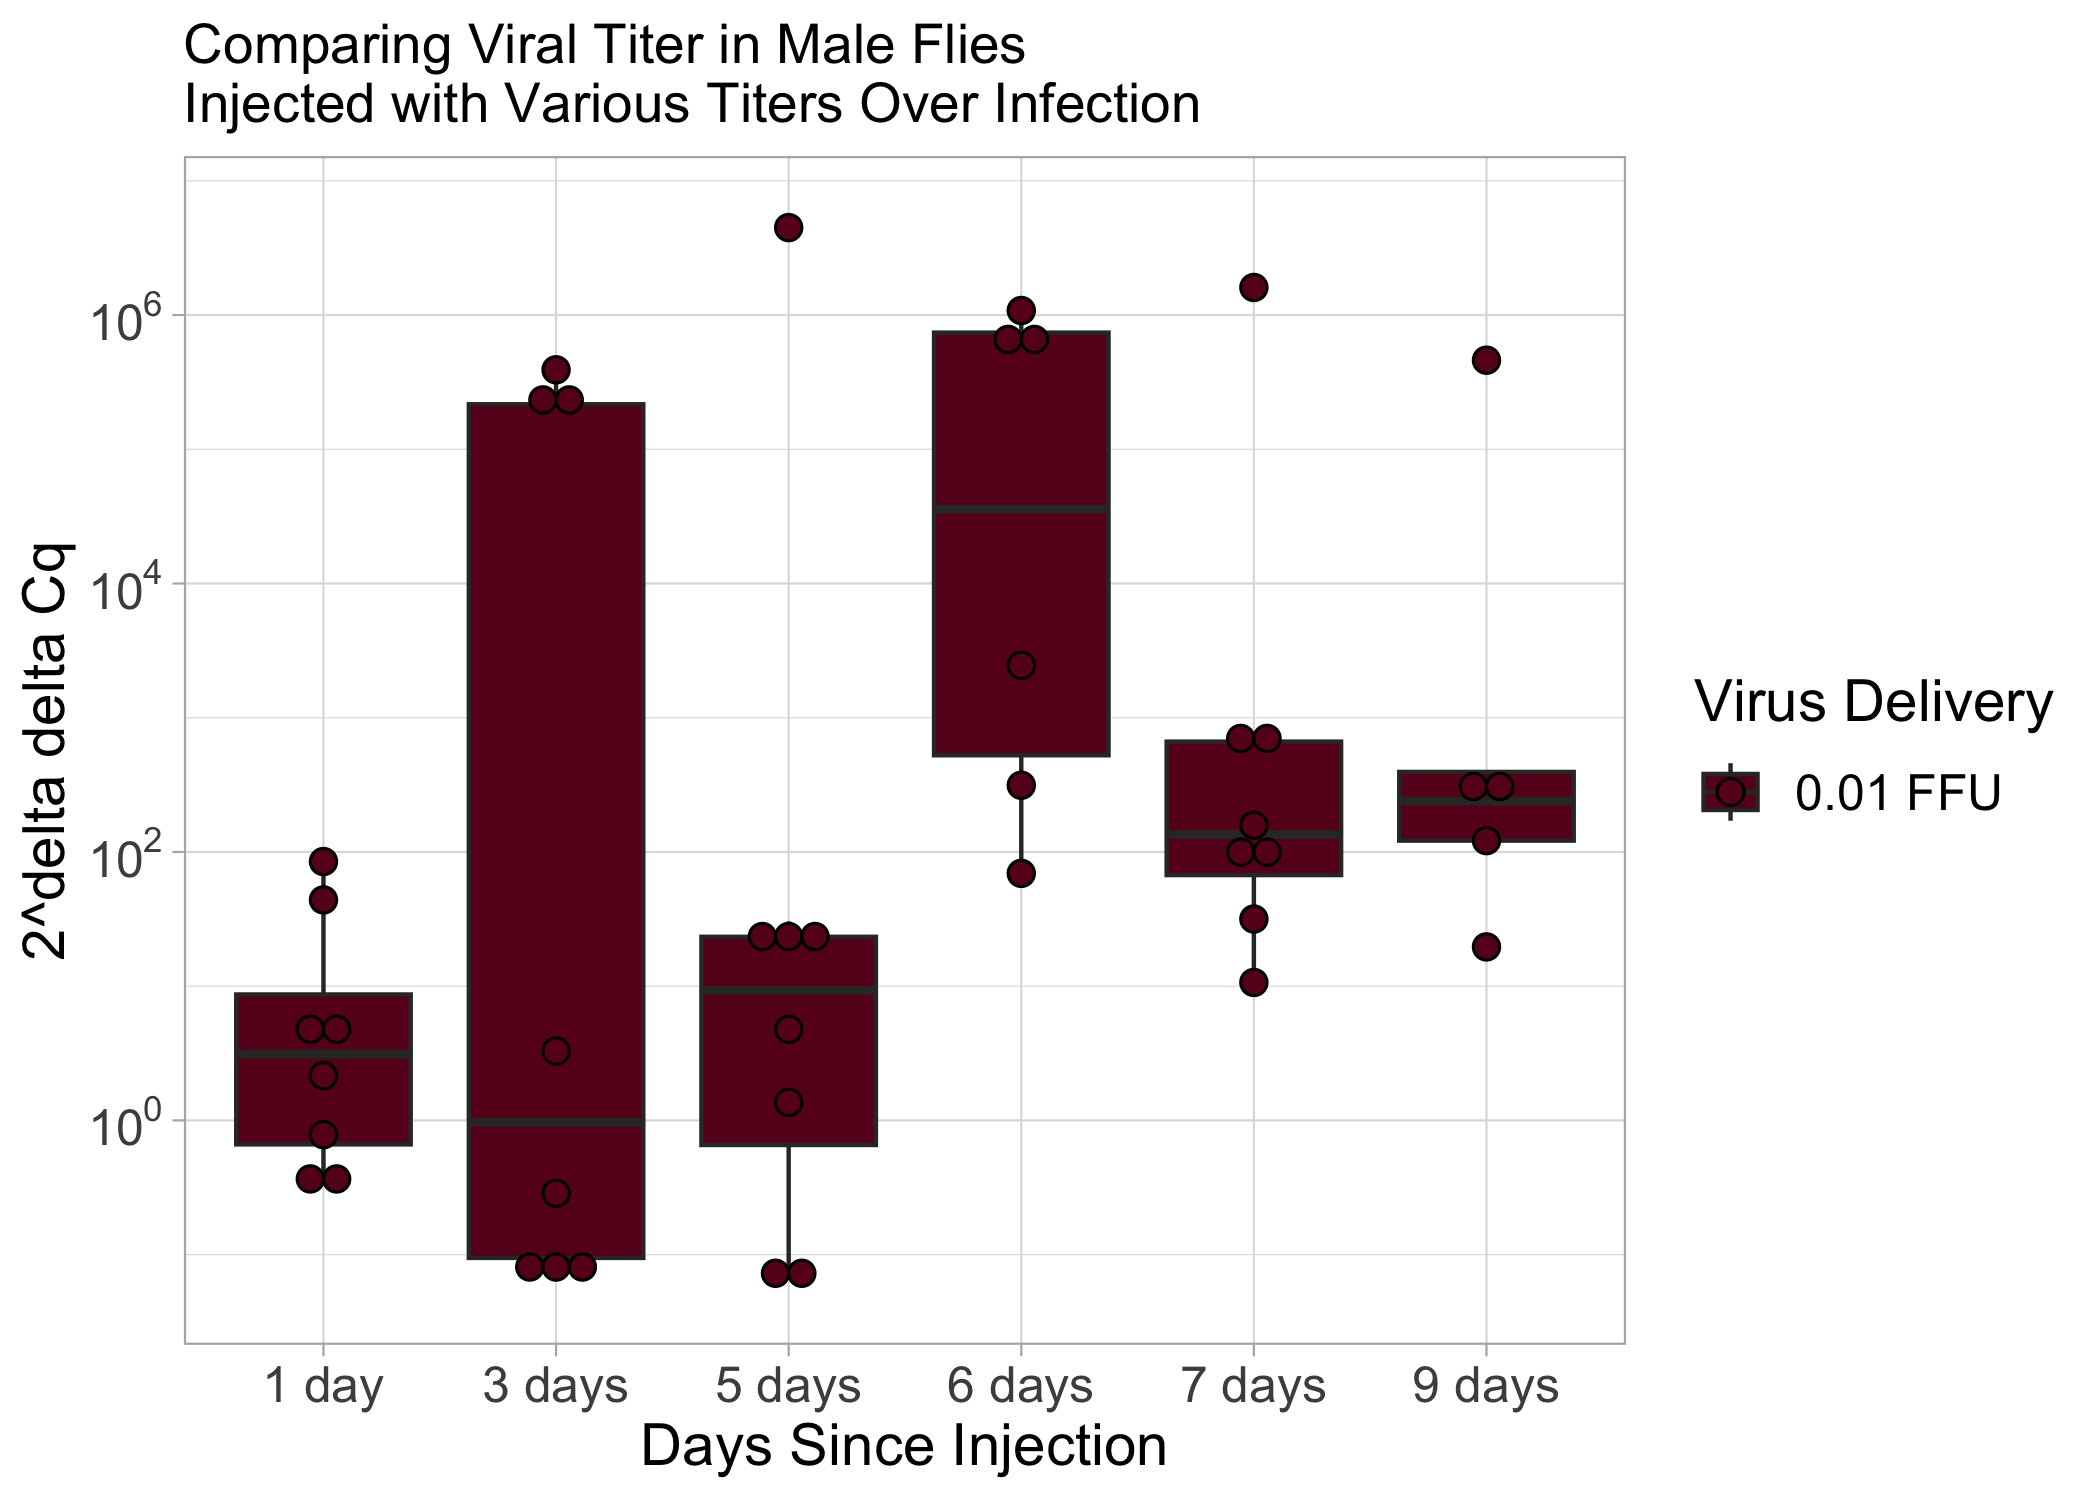 Comparing Viral Titer in Male Flies
Injected with Various Titers Over Infection
10^6
10^4
10^2
10^0
2^delta delta Cq
1 day
3 days
5 days
6 days
7 days
9 days
Days Since Injection
Virus Delivery
0.01 FFU